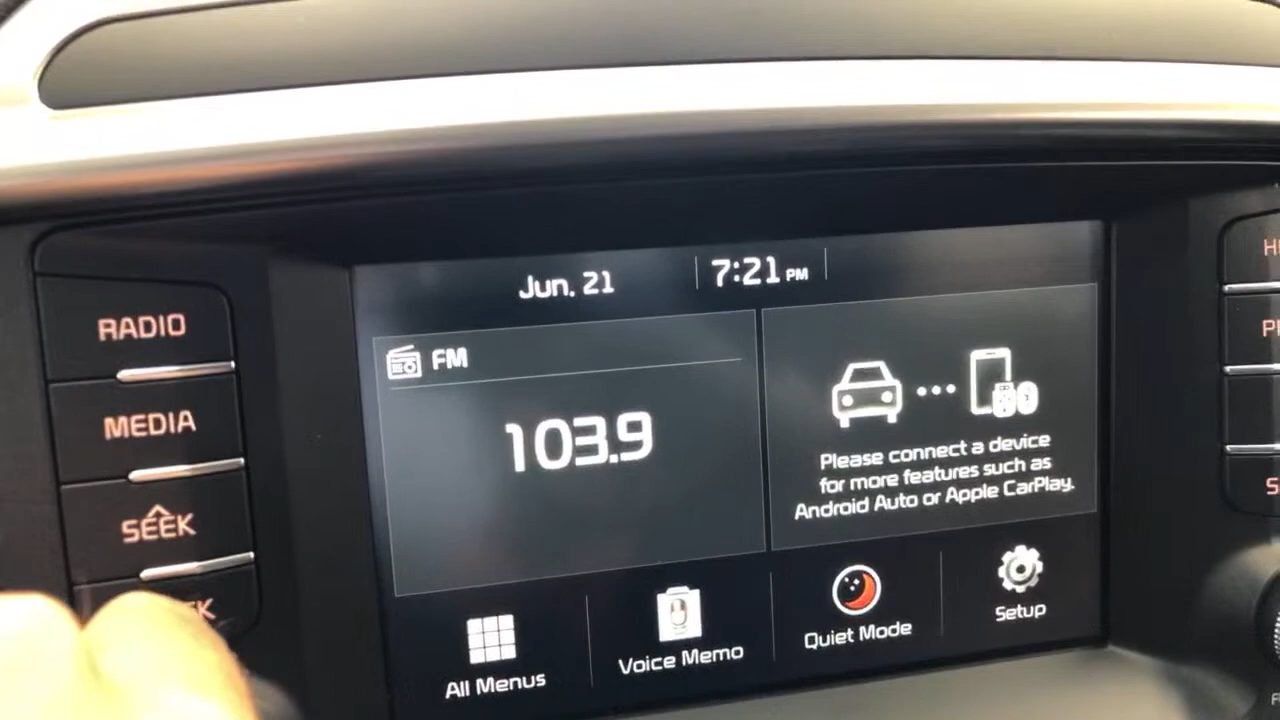 Jun. 21
7:21 PM
RADIO
MEDIA
SEEK
FM
103.9
Please connect a device
for more features such as
Android Auto or Apple CarPlay.
All Menus
Voice Memo
Quiet Mode
Setup